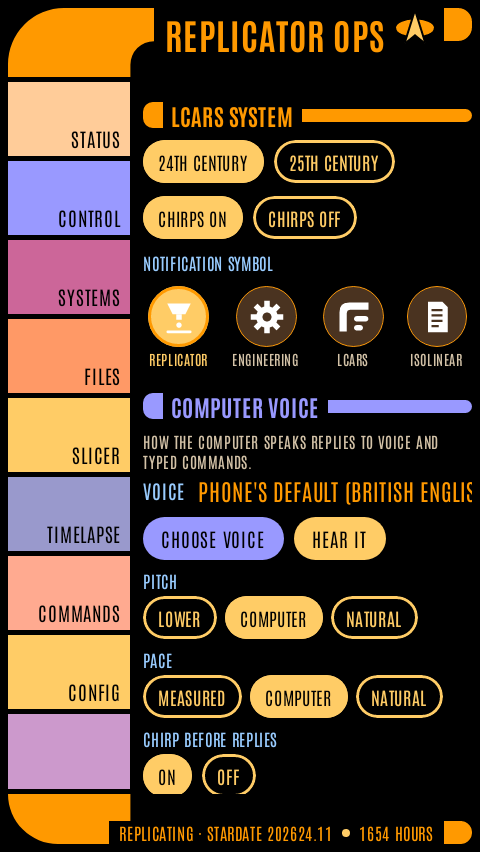 REPLICATOR OPS
STATUS
CONTROL
SYSTEMS
FILES
SLICER
TIMELAPSE
COMMANDS
CONFIG
LCARS SYSTEM
24TH CENTURY 25TH CENTURY
CHIRPS ON CHIRPS OFF
NOTIFICATION SYMBOL
REPLICATOR ENGINEERING LCARS ISOLINEAR
COMPUTER VOICE
HOW THE COMPUTER SPEAKS REPLIES TO VOICE AND
TYPED COMMANDS.
VOICE PHONE'S DEFAULT (BRITISH ENGLIS
CHOOSE VOICE HEAR IT
PITCH
LOWER COMPUTER NATURAL
PACE
MEASURED COMPUTER NATURAL
CHIRP BEFORE REPLIES
ON OFF
REPLICATING · STARDATE 202624.11 ● 1654 HOURS